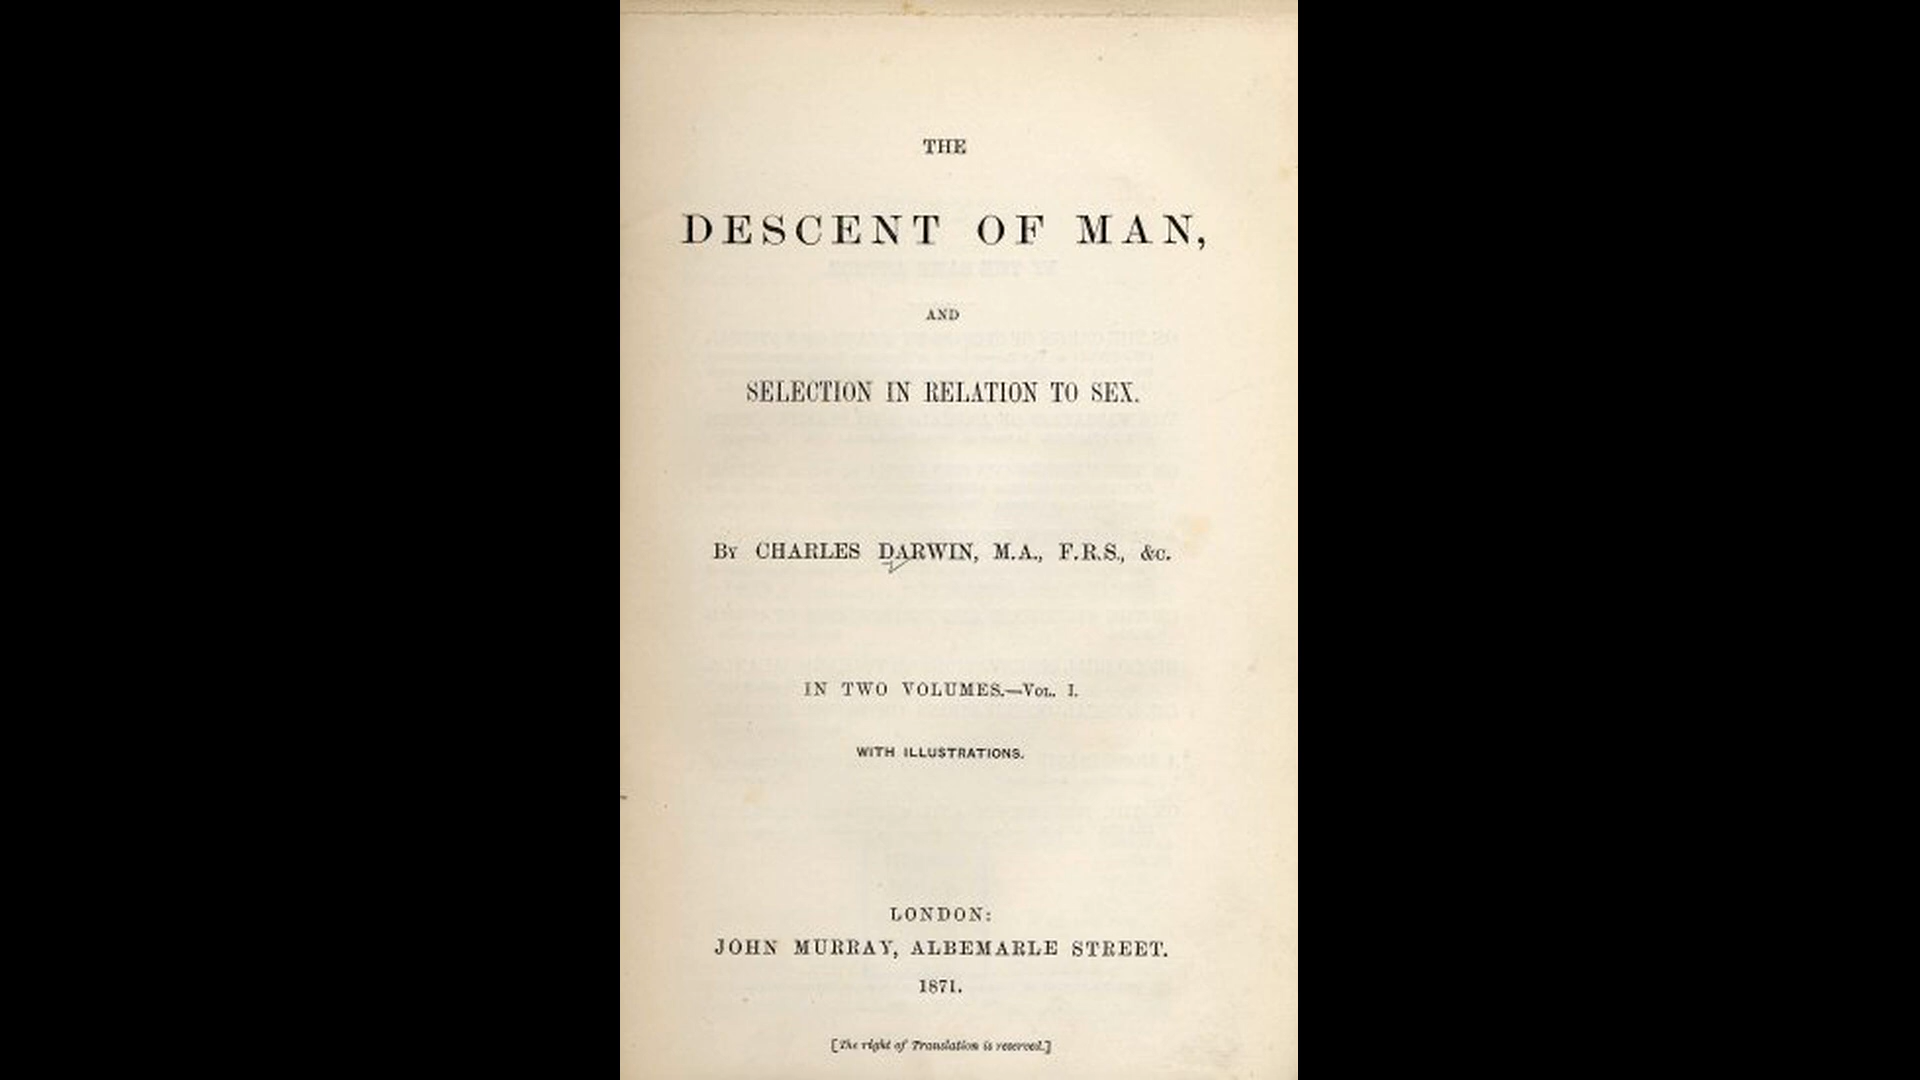 THE
DESCENT OF MAN,
AND
SELECTION IN RELATION TO SEX.
By CHARLES DARWIN, M.A., F.R.S., &c.
IN TWO VOLUMES.—Vol. I.
WITH ILLUSTRATIONS.
LONDON:
JOHN MURRAY, ALBEMARLE STREET.
1871.
[The right of Translation is reserved.]